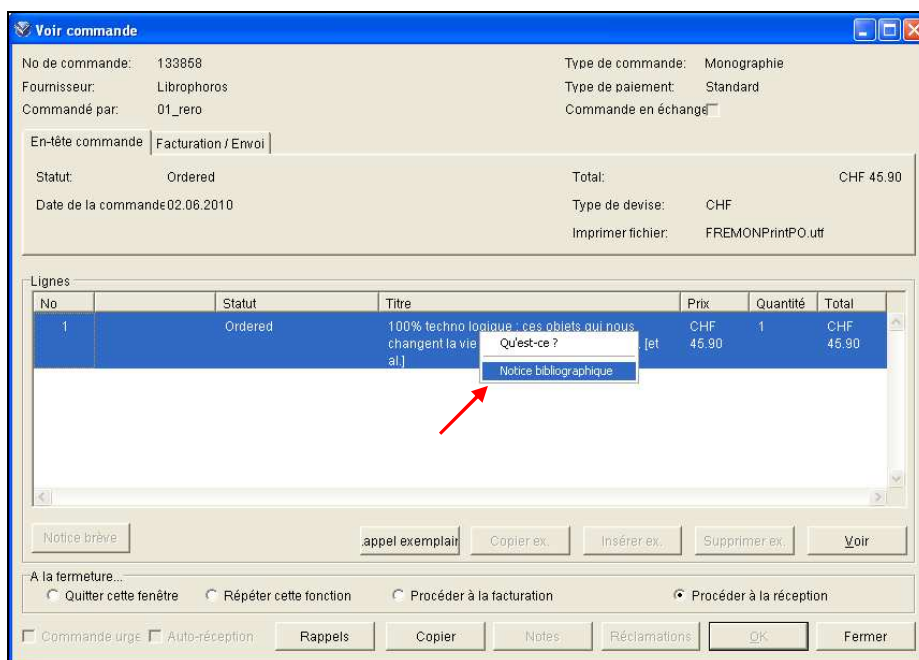 Voir commande
No de commande: 133858 Type de commande: Monographie
Fournisseur: Librophoros Type de paiement: Standard
Commandé par: 01_rero Commande en échange
En-tête commande Facturation / Envoi
Statut: Ordered Total: CHF 45.90
Date de la commande 02.06.2010 Type de devise: CHF
Imprimer fichier: FREMONPrintPO.utf
Lignes
No Statut Titre Prix Quantité Total
1 Ordered 100% techno logique : ces objets qui nous CHF 1 CHF
changent la vie [et 45.90 45.90
al.]
Qu'est-ce ?
Notice bibliographique
Notice brève .appel exemplair Copier ex. Insérer ex. Supprimer ex. Voir
A la fermeture...
Quitter cette fenêtre Répéter cette fonction Procéder à la facturation Procéder à la réception
Commande urge Auto-réception Rappels Copier Notes Réclamations OK Fermer